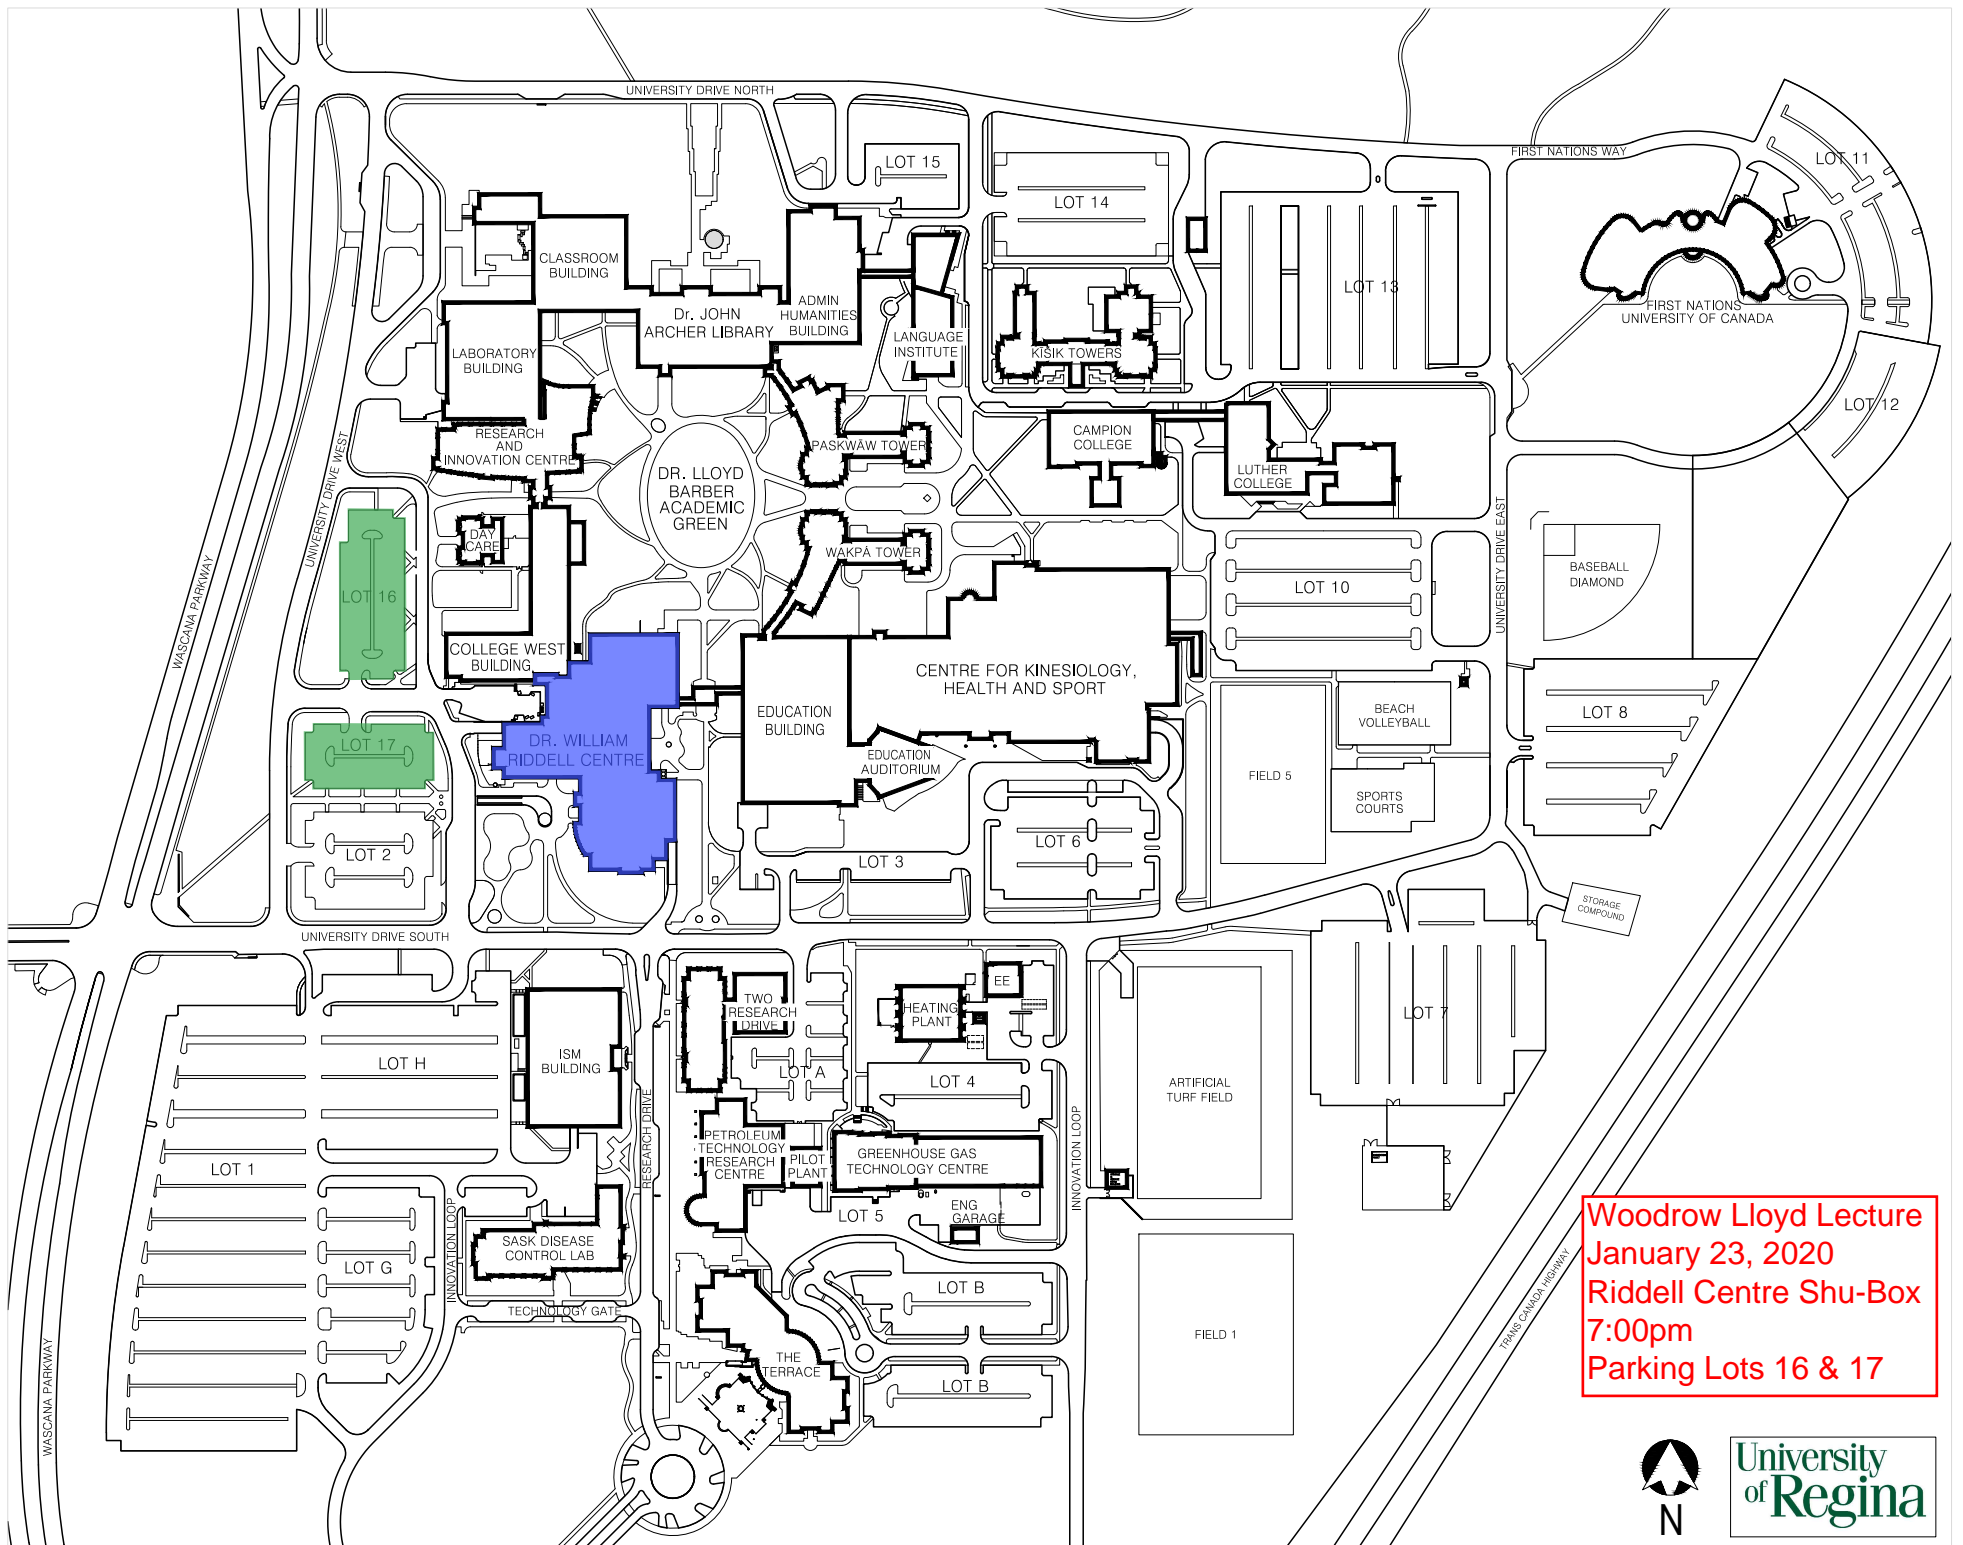 UNIVERSITY DRIVE NORTH
FIRST NATIONS WAY
LOT 15
LOT 11
LOT 14
CLASSROOM
BUILDING
LOT 13
ADMIN
HUMANITIES
BUILDING
Dr. JOHN
ARCHER LIBRARY
FIRST NATIONS
UNIVERSITY OF CANADA
LANGUAGE
INSTITUTE
KĪSIK TOWERS
LABORATORY
BUILDING
LOT 12
RESEARCH
AND
INNOVATION CENTRE
PASKWĀW TOWER
CAMPION
COLLEGE
LUTHER
COLLEGE
DR. LLOYD
BARBER
ACADEMIC
GREEN
UNIVERSITY DRIVE WEST
UNIVERSITY DRIVE EAST
DAY
CARE
WAKPÀ TOWER
BASEBALL
DIAMOND
LOT 16
LOT 10
WASCANA PARKWAY
COLLEGE WEST
BUILDING
CENTRE FOR KINESIOLOGY,
HEALTH AND SPORT
EDUCATION
BUILDING
BEACH
VOLLEYBALL
LOT 8
LOT 17
DR. WILLIAM
RIDDELL CENTRE
EDUCATION
AUDITORIUM
FIELD 5
SPORTS
COURTS
LOT 2
LOT 3
LOT 6
STORAGE
COMPOUND
UNIVERSITY DRIVE SOUTH
TWO
RESEARCH
DRIVE
HEATING
PLANT
EE
LOT 7
LOT H
ISM
BUILDING
LOT A
LOT 4
ARTIFICIAL
TURF FIELD
RESEARCH DRIVE
INNOVATION LOOP
PETROLEUM
TECHNOLOGY
RESEARCH
CENTRE
PILOT
PLANT
GREENHOUSE GAS
TECHNOLOGY CENTRE
LOT 1
INNOVATION LOOP
LOT 5
ENG
GARAGE
SASK DISEASE
CONTROL LAB
LOT G
TECHNOLOGY GATE
LOT B
FIELD 1
TRANS CANADA HIGHWAY
THE
TERRACE
LOT B
WASCANA PARKWAY
Woodrow Lloyd Lecture
January 23, 2020
Riddell Centre Shu-Box
7:00pm
Parking Lots 16 & 17
N
University
of Regina